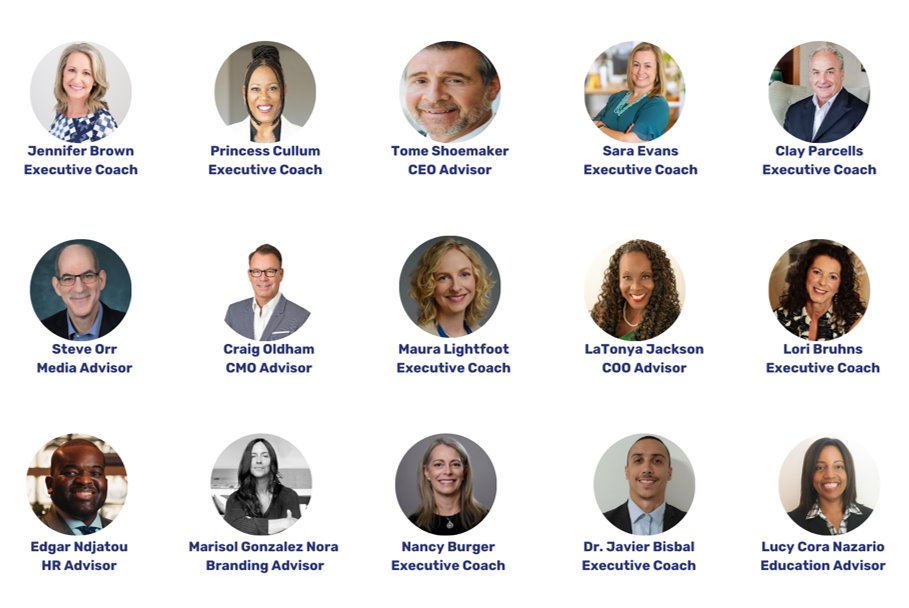 Jennifer Brown
Executive Coach
Princess Cullum
Executive Coach
Tome Shoemaker
CEO Advisor
Sara Evans
Executive Coach
Clay Parcells
Executive Coach
Steve Orr
Media Advisor
Craig Oldham
CMO Advisor
Maura Lightfoot
Executive Coach
LaTonya Jackson
COO Advisor
Lori Bruhns
Executive Coach
Edgar Ndjatou
HR Advisor
Marisol Gonzalez Nora
Branding Advisor
Nancy Burger
Executive Coach
Dr. Javier Bisbal
Executive Coach
Lucy Cora Nazario
Education Advisor